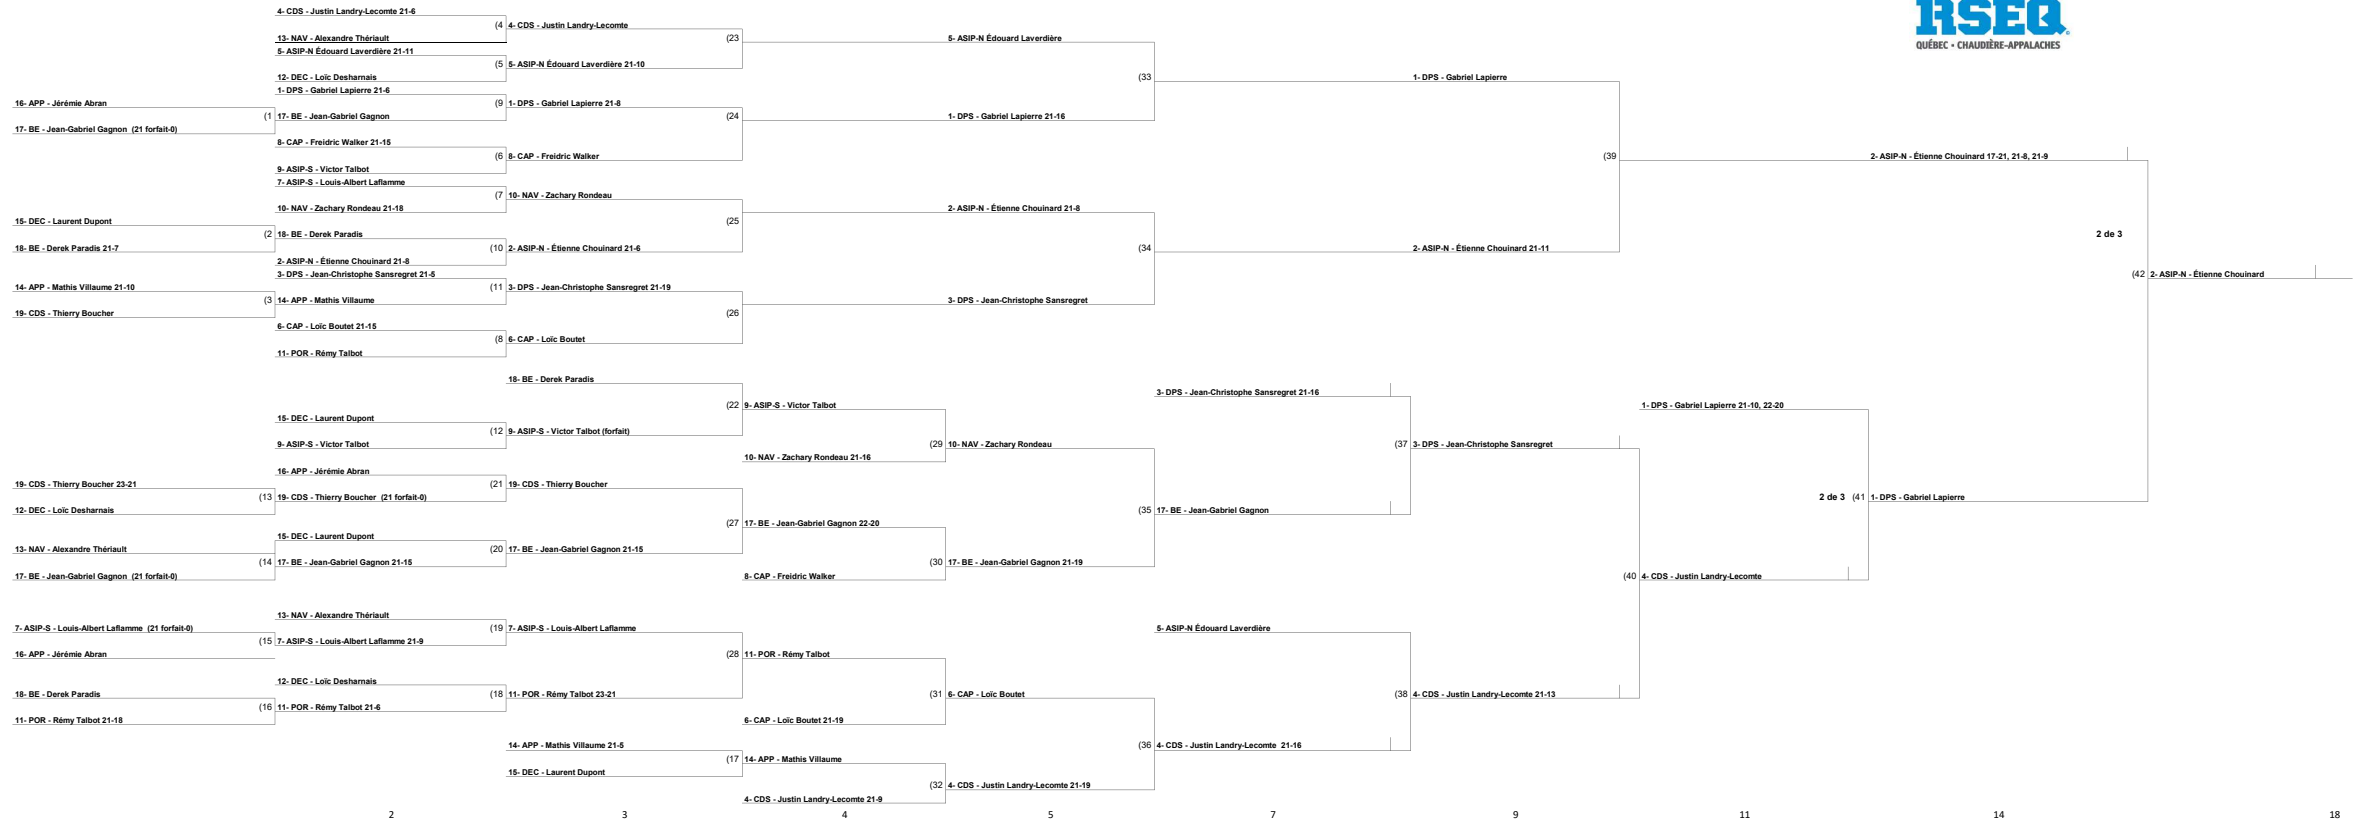 RSEQ
QUÉBEC • CHAUDIÈRE-APPALACHES
4- CDS - Justin Landry-Lecomte 21-6
(4 4- CDS - Justin Landry-Lecomte
13- NAV - Alexandre Thériault
(23 5- ASIP-N Édouard Laverdière
5- ASIP-N Édouard Laverdière 21-11
(5 5- ASIP-N Édouard Laverdière 21-10
12- DEC - Loïc Desharnais
(33 1- DPS - Gabriel Lapierre
1- DPS - Gabriel Lapierre 21-6
16- APP - Jérémie Abran
(9 1- DPS - Gabriel Lapierre 21-8
(1 17- BE - Jean-Gabriel Gagnon
(24 1- DPS - Gabriel Lapierre 21-16
17- BE - Jean-Gabriel Gagnon (21 forfait-0)
8- CAP - Freidric Walker 21-15
(6 8- CAP - Freidric Walker
(39 2- ASIP-N - Étienne Chouinard 17-21, 21-8, 21-9
9- ASIP-S - Victor Talbot
7- ASIP-S - Louis-Albert Laflamme
(7 10- NAV - Zachary Rondeau
10- NAV - Zachary Rondeau 21-18
2- ASIP-N - Étienne Chouinard 21-8
15- DEC - Laurent Dupont
(25
(2 18- BE - Derek Paradis
2 de 3
18- BE - Derek Paradis 21-7
(10 2- ASIP-N - Étienne Chouinard 21-6
(34 2- ASIP-N - Étienne Chouinard 21-11
2- ASIP-N - Étienne Chouinard 21-8
3- DPS - Jean-Christophe Sansregret 21-5
(42 2- ASIP-N - Étienne Chouinard
14- APP - Mathis Villaume 21-10
(11 3- DPS - Jean-Christophe Sansregret 21-19
(3 14- APP - Mathis Villaume
3- DPS - Jean-Christophe Sansregret
19- CDS - Thierry Boucher
(26
6- CAP - Loïc Boutet 21-15
(8 6- CAP - Loïc Boutet
11- POR - Rémy Talbot
18- BE - Derek Paradis
3- DPS - Jean-Christophe Sansregret 21-16
(22 9- ASIP-S - Victor Talbot
1- DPS - Gabriel Lapierre 21-10, 22-20
15- DEC - Laurent Dupont
(12 9- ASIP-S - Victor Talbot (forfait)
9- ASIP-S - Victor Talbot
(29 10- NAV - Zachary Rondeau
(37 3- DPS - Jean-Christophe Sansregret
10- NAV - Zachary Rondeau 21-16
16- APP - Jérémie Abran
19- CDS - Thierry Boucher 23-21
(21 19- CDS - Thierry Boucher
(13 19- CDS - Thierry Boucher (21 forfait-0)
2 de 3 (41 1- DPS - Gabriel Lapierre
12- DEC - Loïc Desharnais
(35 17- BE - Jean-Gabriel Gagnon
(27 17- BE - Jean-Gabriel Gagnon 22-20
15- DEC - Laurent Dupont
13- NAV - Alexandre Thériault
(20 17- BE - Jean-Gabriel Gagnon 21-15
(14 17- BE - Jean-Gabriel Gagnon 21-15
(30 17- BE - Jean-Gabriel Gagnon 21-19
17- BE - Jean-Gabriel Gagnon (21 forfait-0)
8- CAP - Freidric Walker
(40 4- CDS - Justin Landry-Lecomte
13- NAV - Alexandre Thériault
7- ASIP-S - Louis-Albert Laflamme (21 forfait-0)
(19 7- ASIP-S - Louis-Albert Laflamme
5- ASIP-N Édouard Laverdière
(15 7- ASIP-S - Louis-Albert Laflamme 21-9
16- APP - Jérémie Abran
(28 11- POR - Rémy Talbot
12- DEC - Loïc Desharnais
18- BE - Derek Paradis
(18 11- POR - Rémy Talbot 23-21
(31 6- CAP - Loïc Boutet
(38 4- CDS - Justin Landry-Lecomte 21-13
(16 11- POR - Rémy Talbot 21-6
11- POR - Rémy Talbot 21-18
6- CAP - Loïc Boutet 21-19
14- APP - Mathis Villaume 21-5
(36 4- CDS - Justin Landry-Lecomte 21-16
(17 14- APP - Mathis Villaume
15- DEC - Laurent Dupont
(32 4- CDS - Justin Landry-Lecomte 21-19
4- CDS - Justin Landry-Lecomte 21-9
2 3 4 5 7 9 11 14 18